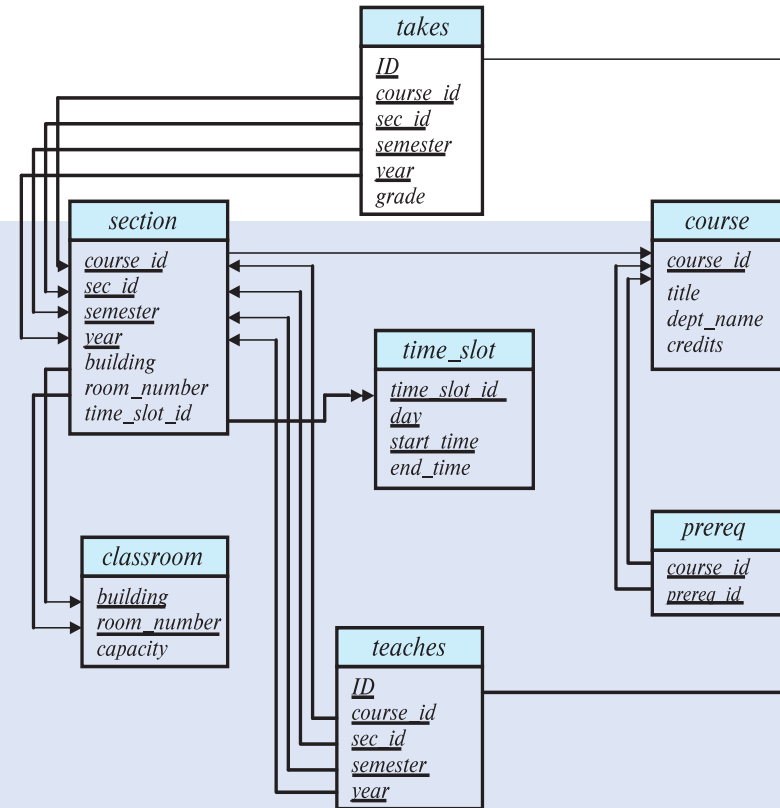 takes
ID
course_id
sec_id
semester
year
grade
section
course_id
sec_id
semester
year
building
room_number
time_slot_id
course
course_id
title
dept_name
credits
time_slot
time_slot_id
day
start_time
end_time
prereq
course_id
prereq_id
classroom
building
room_number
capacity
teaches
ID
course_id
sec_id
semester
year